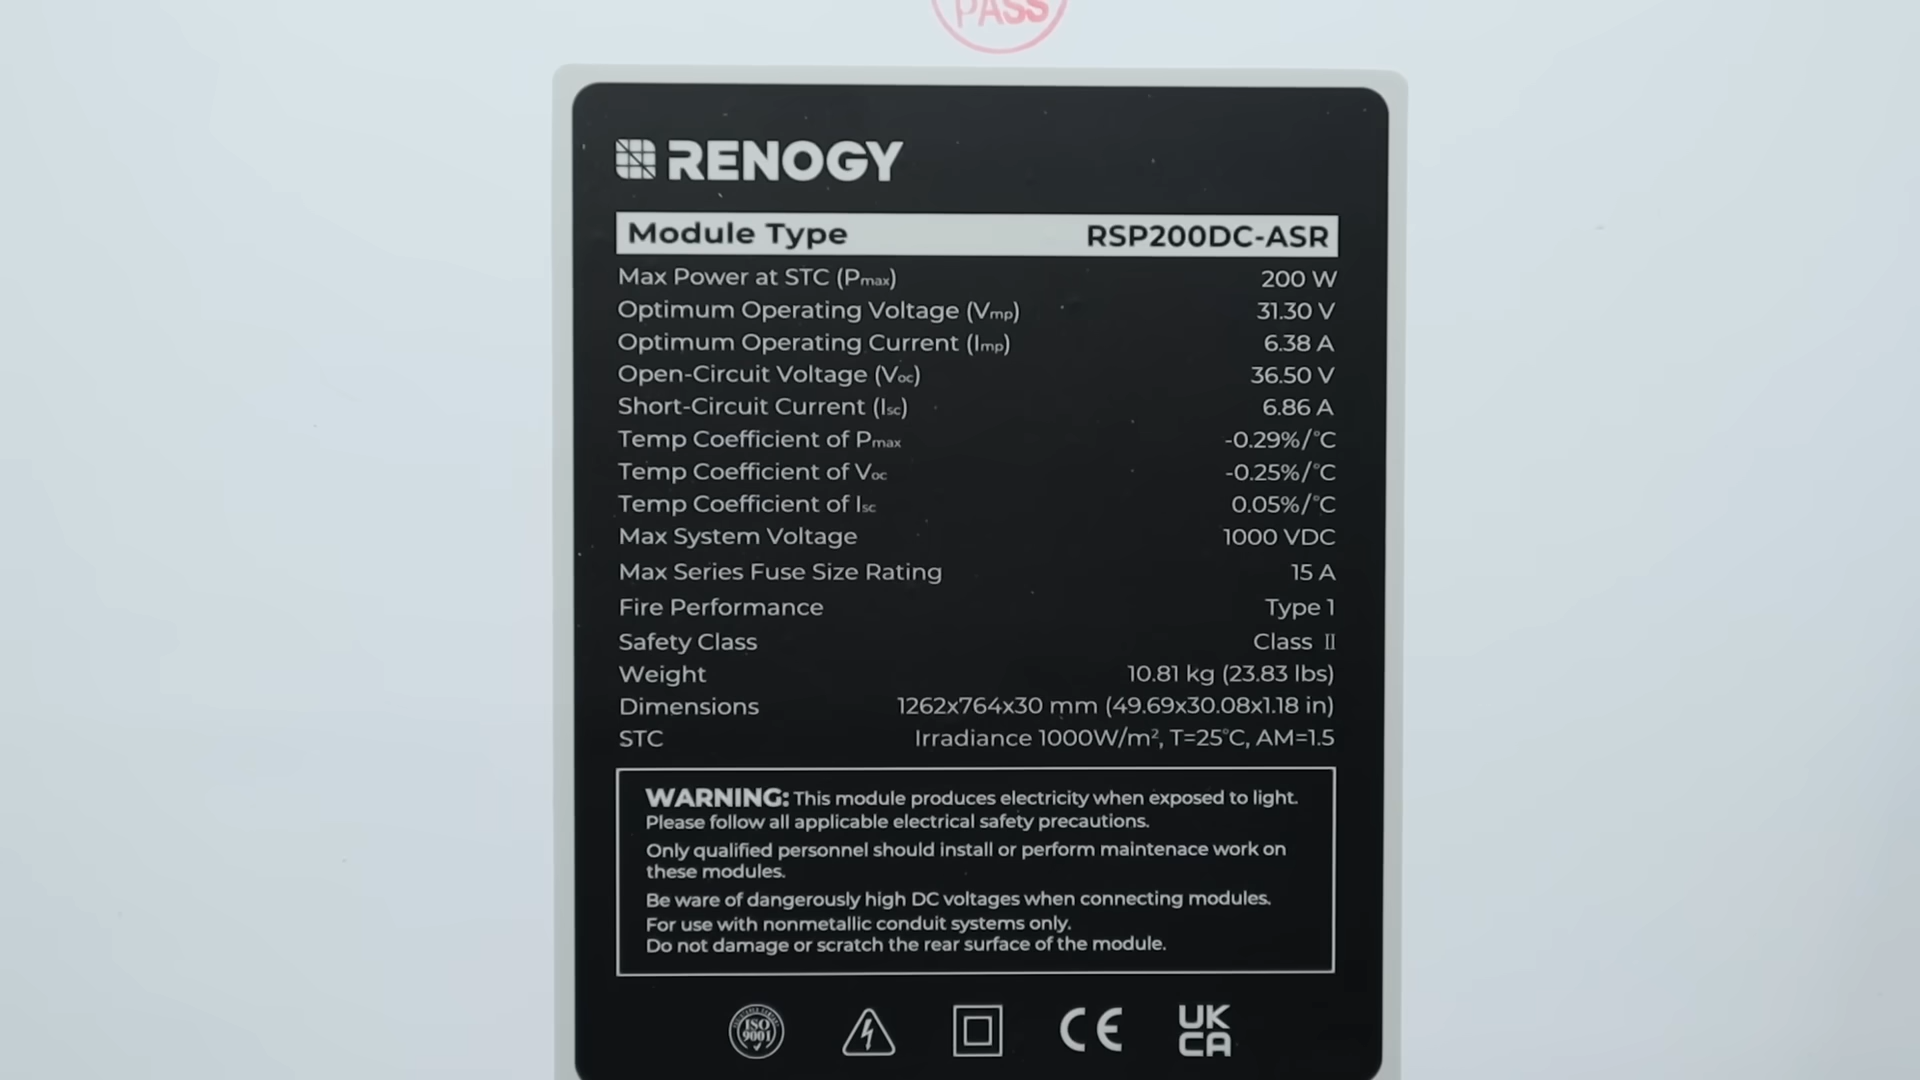 PASS
RENOGY
Module Type RSP200DC-ASR
Max Power at STC (Pmax) 200 W
Optimum Operating Voltage (Vmp) 31.30 V
Optimum Operating Current (Imp) 6.38 A
Open-Circuit Voltage (Voc) 36.50 V
Short-Circuit Current (Isc) 6.86 A
Temp Coefficient of Pmax -0.29%/°C
Temp Coefficient of Voc -0.25%/°C
Temp Coefficient of Isc 0.05%/°C
Max System Voltage 1000 VDC
Max Series Fuse Size Rating 15 A
Fire Performance Type 1
Safety Class Class II
Weight 10.81 kg (23.83 lbs)
Dimensions 1262x764x30 mm (49.69x30.08x1.18 in)
STC Irradiance 1000W/m², T=25°C, AM=1.5
WARNING: This module produces electricity when exposed to light.
Please follow all applicable electrical safety precautions.
Only qualified personnel should install or perform maintenace work on
these modules.
Be ware of dangerously high DC voltages when connecting modules.
For use with nonmetallic conduit systems only.
Do not damage or scratch the rear surface of the module.
ISO
9001
CE
UK
CA